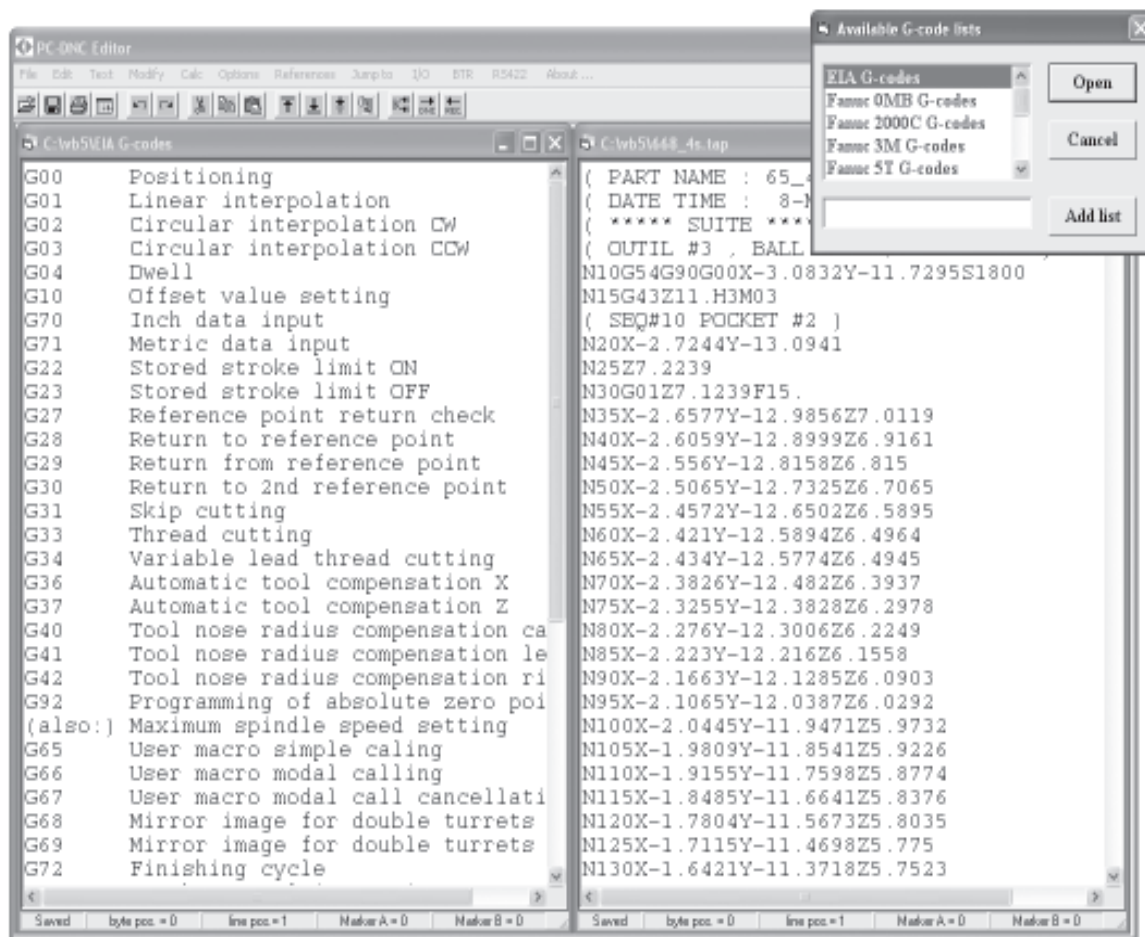 PC-DNC Editor
File Edit Text Modify Calc Options References Jump to I/O BTR RS422 About ...
C:\wb5\EIA G-codes
G00 Positioning
G01 Linear interpolation
G02 Circular interpolation CW
G03 Circular interpolation CCW
G04 Dwell
G10 Offset value setting
G70 Inch data input
G71 Metric data input
G22 Stored stroke limit ON
G23 Stored stroke limit OFF
G27 Reference point return check
G28 Return to reference point
G29 Return from reference point
G30 Return to 2nd reference point
G31 Skip cutting
G33 Thread cutting
G34 Variable lead thread cutting
G36 Automatic tool compensation X
G37 Automatic tool compensation Z
G40 Tool nose radius compensation ca
G41 Tool nose radius compensation le
G42 Tool nose radius compensation ri
G92 Programming of absolute zero poi
(also:) Maximum spindle speed setting
G65 User macro simple caling
G66 User macro modal calling
G67 User macro modal call cancellati
G68 Mirror image for double turrets
G69 Mirror image for double turrets
G72 Finishing cycle
Saved byte pos. = 0 line pos. = 1 Marker A = 0 Marker B = 0
C:\wb5\668_4s.tap
( PART NAME : 65_
( DATE TIME : 8-
( ***** SUITE ****
( OUTIL #3 , BALL
N10G54G90G00X-3.0832Y-11.7295S1800
N15G43Z11.H3M03
( SEQ#10 POCKET #2 )
N20X-2.7244Y-13.0941
N25Z7.2239
N30G01Z7.1239F15.
N35X-2.6577Y-12.9856Z7.0119
N40X-2.6059Y-12.8999Z6.9161
N45X-2.556Y-12.8158Z6.815
N50X-2.5065Y-12.7325Z6.7065
N55X-2.4572Y-12.6502Z6.5895
N60X-2.421Y-12.5894Z6.4964
N65X-2.434Y-12.5774Z6.4945
N70X-2.3826Y-12.482Z6.3937
N75X-2.3255Y-12.3828Z6.2978
N80X-2.276Y-12.3006Z6.2249
N85X-2.223Y-12.216Z6.1558
N90X-2.1663Y-12.1285Z6.0903
N95X-2.1065Y-12.0387Z6.0292
N100X-2.0445Y-11.9471Z5.9732
N105X-1.9809Y-11.8541Z5.9226
N110X-1.9155Y-11.7598Z5.8774
N115X-1.8485Y-11.6641Z5.8376
N120X-1.7804Y-11.5673Z5.8035
N125X-1.7115Y-11.4698Z5.775
N130X-1.6421Y-11.3718Z5.7523
Saved byte pos. = 0 line pos. = 1 Marker A = 0 Marker B = 0
Available G-code lists
EIA G-codes
Fanuc 0MB G-codes
Fanuc 2000C G-codes
Fanuc 3M G-codes
Fanuc 5T G-codes
Open
Cancel
Add list